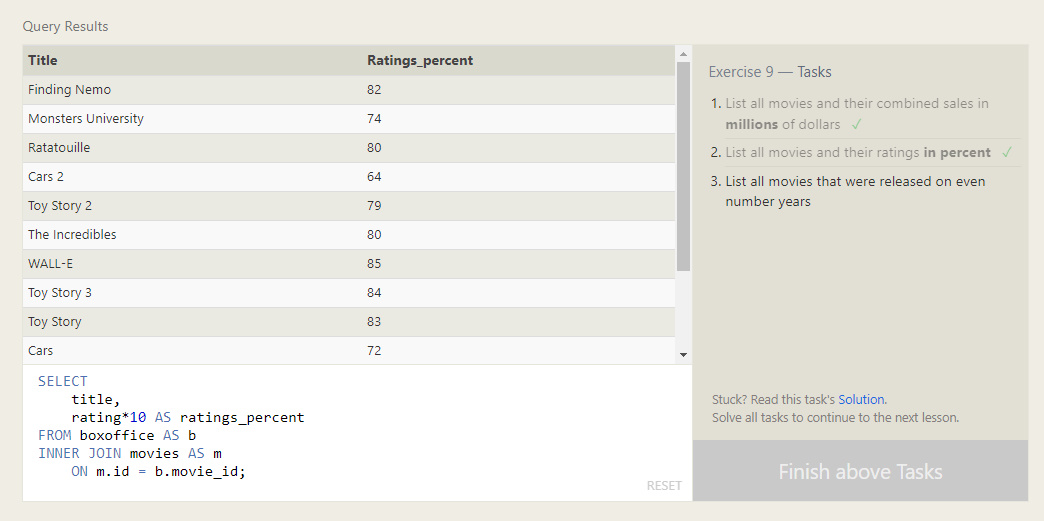 Query Results
Title Ratings_percent
Finding Nemo 82
Monsters University 74
Ratatouille 80
Cars 2 64
Toy Story 2 79
The Incredibles 80
WALL-E 85
Toy Story 3 84
Toy Story 83
Cars 72
SELECT
    title,
    rating*10 AS ratings_percent
FROM boxoffice AS b
INNER JOIN movies AS m
    ON m.id = b.movie_id;
RESET
Exercise 9 — Tasks
1. List all movies and their combined sales in
millions of dollars ✓
2. List all movies and their ratings in percent ✓
3. List all movies that were released on even
number years
Stuck? Read this task's Solution.
Solve all tasks to continue to the next lesson.
Finish above Tasks